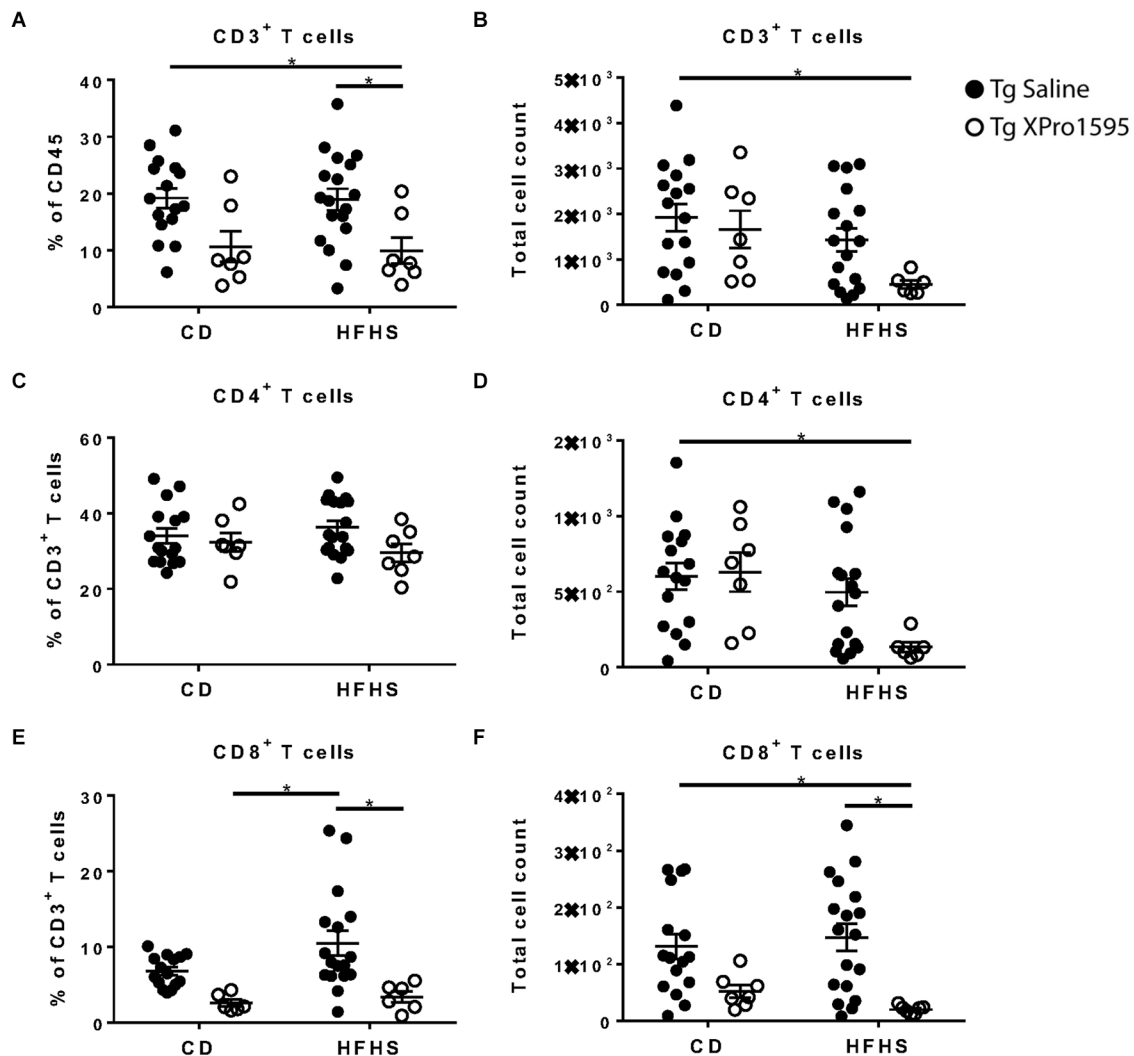 A
CD3+ T cells
*
*
% of CD45
40
30
20
10
0
CD HFHS
B
CD3+ T cells
*
Total cell count
5✖10³
4✖10³
3✖10³
2✖10³
1✖10³
0
CD HFHS
Tg Saline
Tg XPro1595
C
CD4+ T cells
% of CD3+ T cells
60
40
20
0
CD HFHS
D
CD4+ T cells
*
Total cell count
2✖10³
1✖10³
5✖10²
0
CD HFHS
E
CD8+ T cells
*
*
% of CD3+ T cells
30
20
10
0
CD HFHS
F
CD8+ T cells
*
*
Total cell count
4✖10²
3✖10²
2✖10²
1✖10²
0
CD HFHS